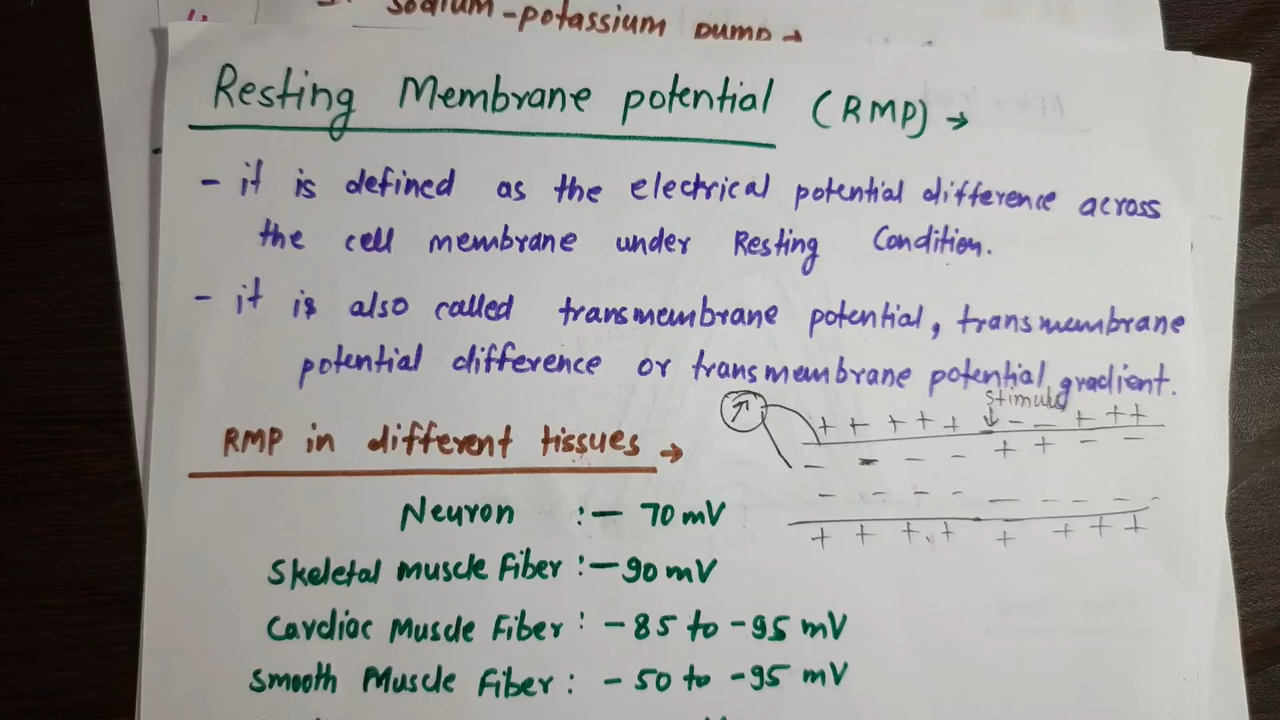 sodium-potassium pump →
Resting Membrane potential (RMP) →
- it is defined as the electrical potential difference across
the cell membrane under Resting Condition.
- it is also called transmembrane potential, transmembrane
potential difference or transmembrane potential gradient.
stimulus
+ + + + + ↓ - - + + +
- - - - + + - -
RMP in different tissues →
- - - - - - - - -
+ + + + + + + +
Neuron :- 70 mV
Skeletal muscle Fiber :- 90 mV
Cardiac Muscle Fiber : - 85 to - 95 mV
Smooth Muscle Fiber : - 50 to - 95 mV